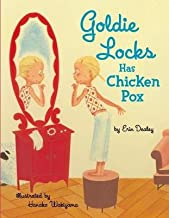 Goldie
Locks
Has
Chicken
Pox
by Erin Dealey
illustrated by
Hanako Wakiyama